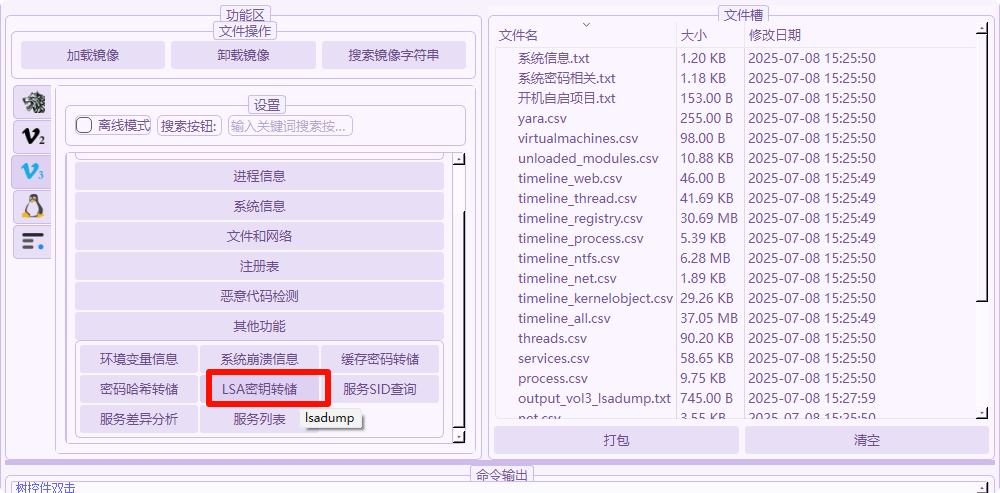 功能区
文件操作
加载镜像 卸载镜像 搜索镜像字符串
2
3
设置
离线模式 搜索按钮: 输入关键词搜索按...
进程信息
系统信息
文件和网络
注册表
恶意代码检测
其他功能
环境变量信息 系统崩溃信息 缓存密码转储
密码哈希转储 LSA密钥转储 服务SID查询
服务差异分析 服务列表
lsadump
文件槽
文件名 大小 修改日期
系统信息.txt 1.20 KB 2025-07-08 15:25:50
系统密码相关.txt 1.18 KB 2025-07-08 15:25:50
开机自启项目.txt 153.00 B 2025-07-08 15:25:50
yara.csv 255.00 B 2025-07-08 15:25:50
virtualmachines.csv 98.00 B 2025-07-08 15:25:50
unloaded_modules.csv 10.88 KB 2025-07-08 15:25:50
timeline_web.csv 46.00 B 2025-07-08 15:25:49
timeline_thread.csv 41.69 KB 2025-07-08 15:25:49
timeline_registry.csv 30.69 MB 2025-07-08 15:25:49
timeline_process.csv 5.39 KB 2025-07-08 15:25:49
timeline_ntfs.csv 6.28 MB 2025-07-08 15:25:50
timeline_net.csv 1.89 KB 2025-07-08 15:25:50
timeline_kernelobject.csv 29.26 KB 2025-07-08 15:25:50
timeline_all.csv 37.05 MB 2025-07-08 15:25:49
threads.csv 90.20 KB 2025-07-08 15:25:50
services.csv 58.65 KB 2025-07-08 15:25:50
process.csv 9.75 KB 2025-07-08 15:25:50
output_vol3_lsadump.txt 745.00 B 2025-07-08 15:27:59
net.csv 3.55 KB 2025-07-08 15:25:50
打包 清空
命令输出
树控件双击